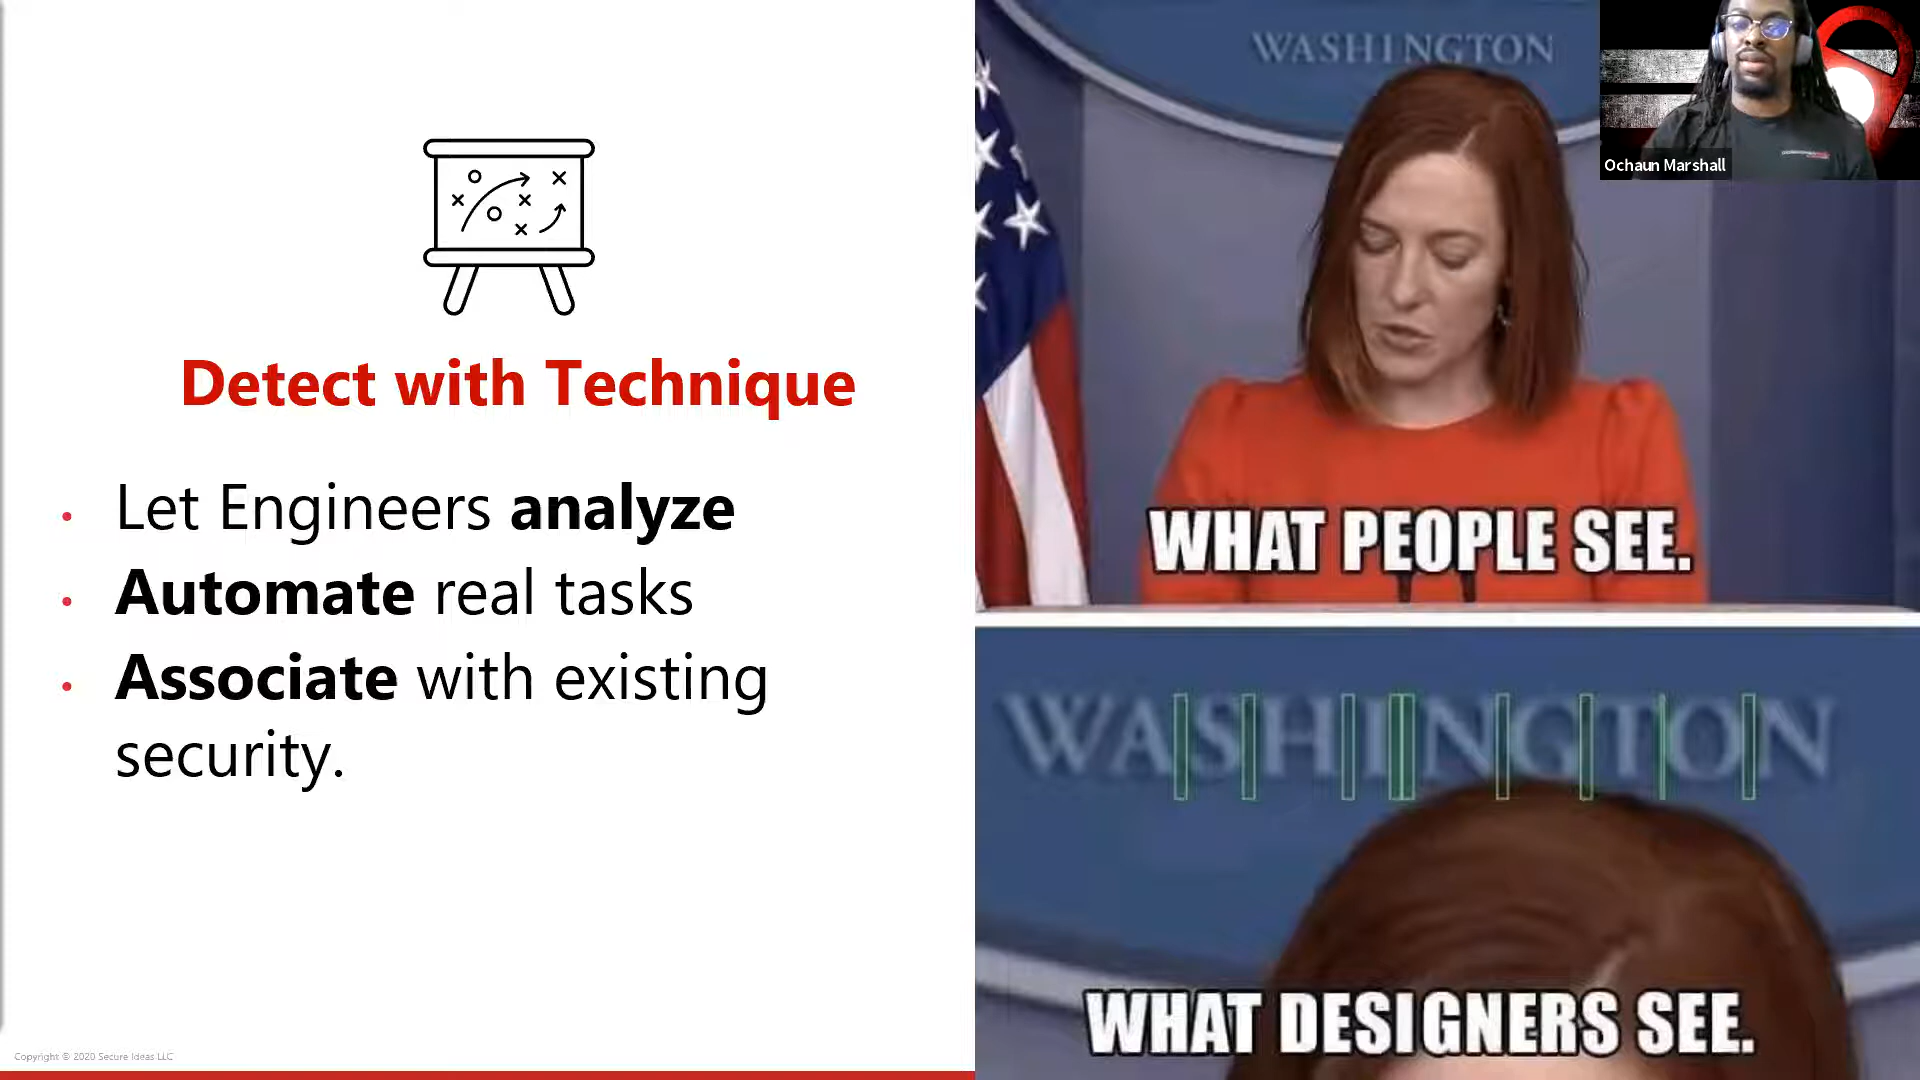 Detect with Technique
Let Engineers analyze
Automate real tasks
Associate with existing
security.
Copyright © 2020 Secure Ideas LLC
WASHINGTON
WHAT PEOPLE SEE.
WASHINGTON
WHAT DESIGNERS SEE.
Ochaun Marshall